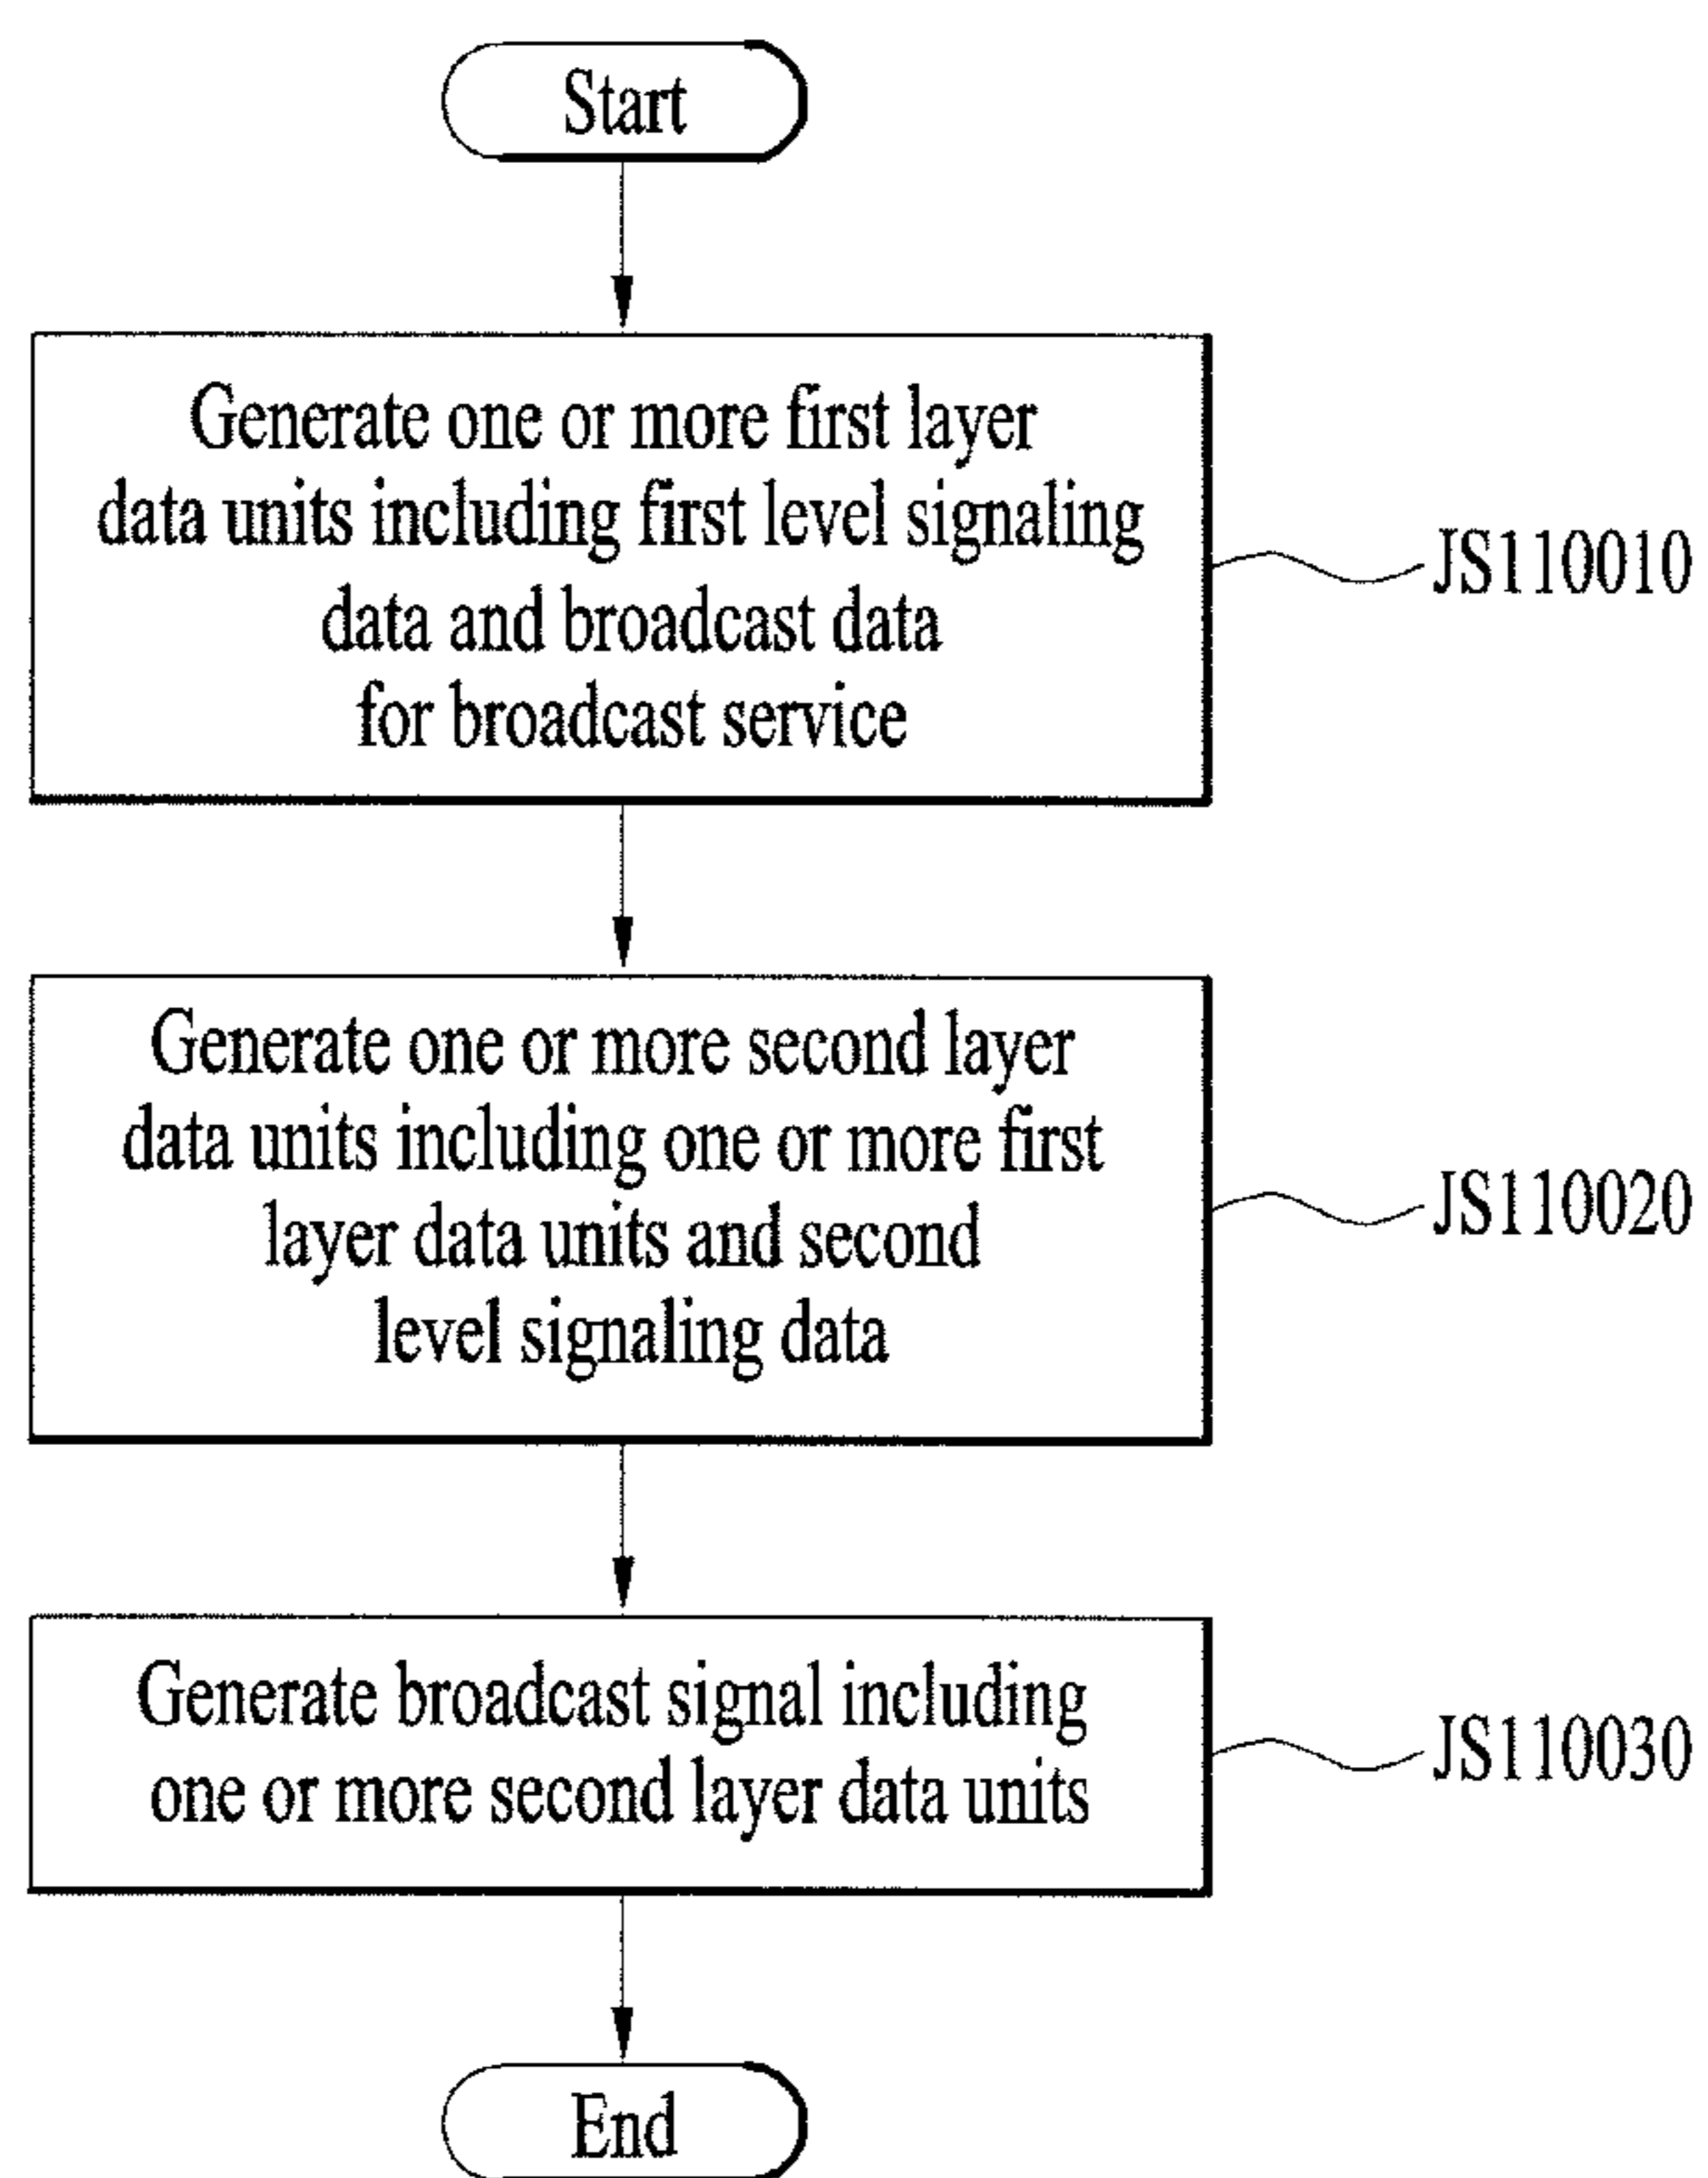 Start
Generate one or more first layer
data units including first level signaling
data and broadcast data
for broadcast service
JS110010
Generate one or more second layer
data units including one or more first
layer data units and second
level signaling data
JS110020
Generate broadcast signal including
one or more second layer data units
JS110030
End